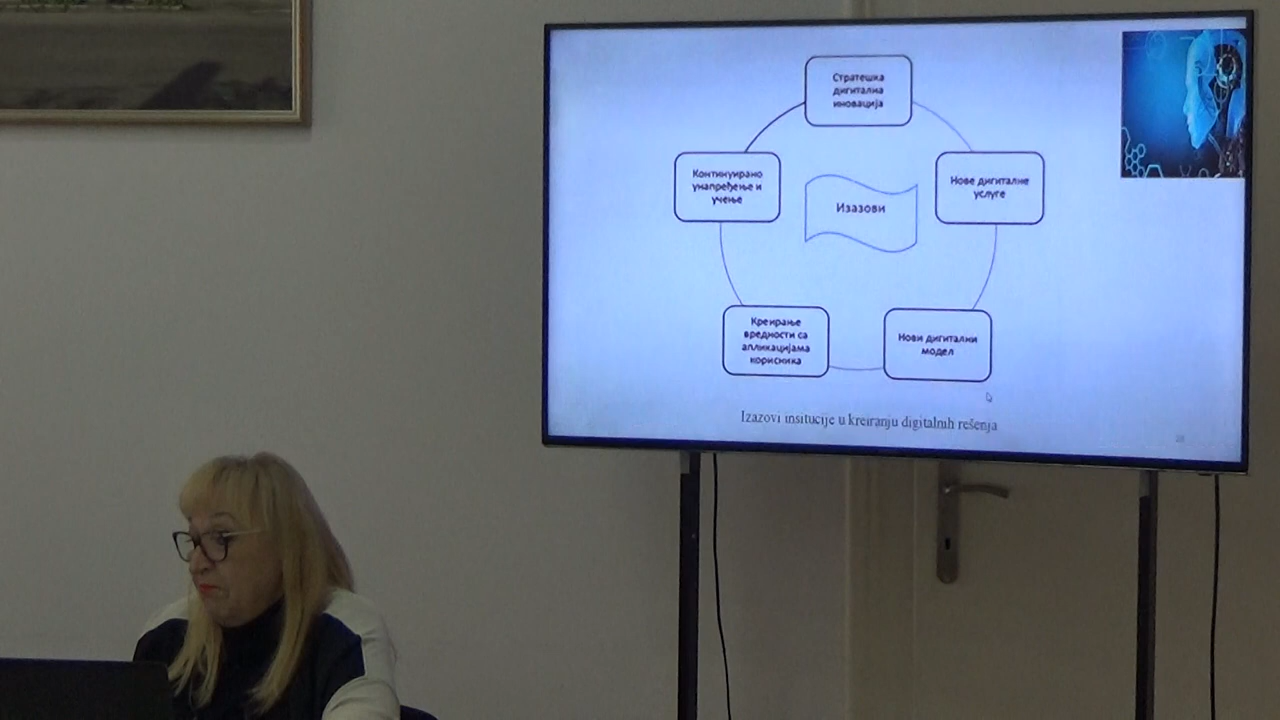 Стратешка
дигитална
иновација
Континуирано
унапређење и
учење
Изазови
Нове дигиталне
услуге
Креирање
вредности са
апликацијама
корисника
Нови дигитални
модел
Izazovi insitucije u kreiranju digitalnih rešenja